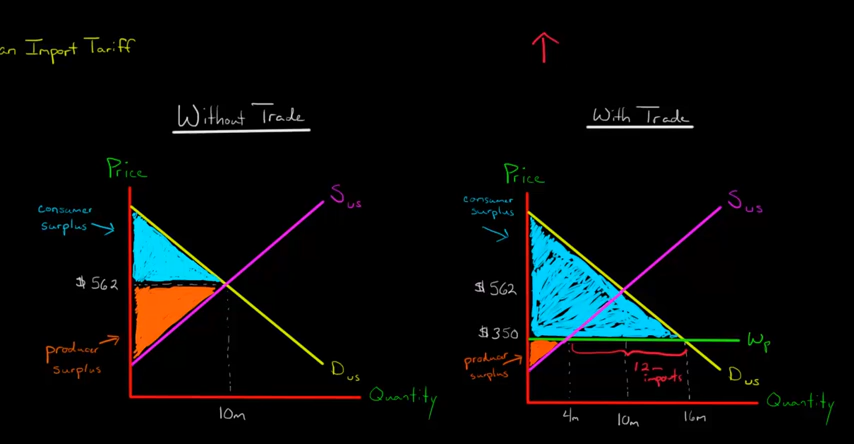 an Import Tariff
Without Trade
Price
consumer
surplus
$562
producer
surplus
Sus
Dus
Quantity
10m
With Trade
Price
consumer
surplus
$562
$350
producer
surplus
Sus
Wp
12m
imports
Dus
Quantity
4m
10m
16m